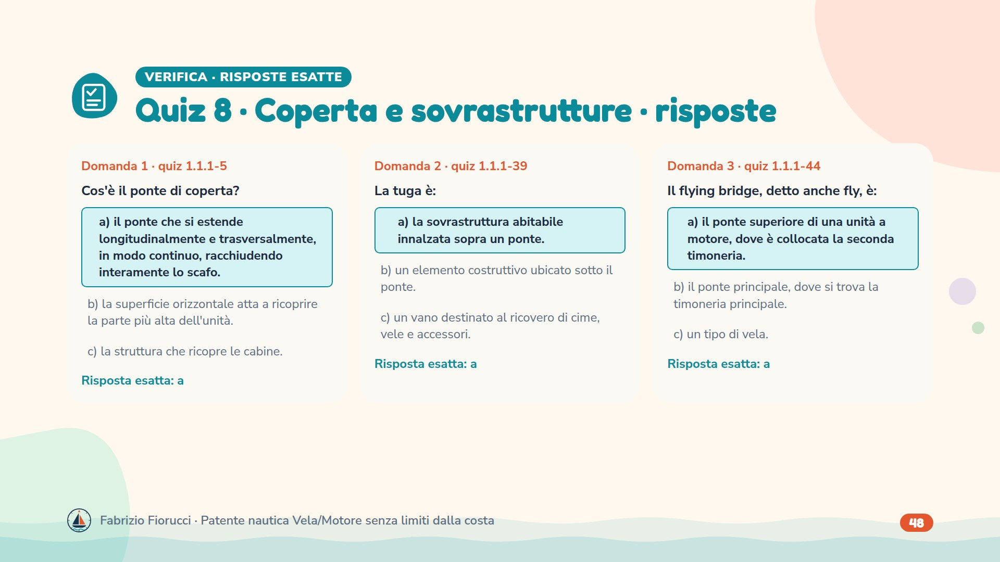 VERIFICA · RISPOSTE ESATTE
Quiz 8 · Coperta e sovrastrutture · risposte
Domanda 1 · quiz 1.1.1-5
Cos'è il ponte di coperta?
a) il ponte che si estende
longitudinalmente e trasversalmente,
in modo continuo, racchiudendo
interamente lo scafo.
b) la superficie orizzontale atta a ricoprire
la parte più alta dell'unità.
c) la struttura che ricopre le cabine.
Risposta esatta: a
Domanda 2 · quiz 1.1.1-39
La tuga è:
a) la sovrastruttura abitabile
innalzata sopra un ponte.
b) un elemento costruttivo ubicato sotto il
ponte.
c) un vano destinato al ricovero di cime,
vele e accessori.
Risposta esatta: a
Domanda 3 · quiz 1.1.1-44
Il flying bridge, detto anche fly, è:
a) il ponte superiore di una unità a
motore, dove è collocata la seconda
timoneria.
b) il ponte principale, dove si trova la
timoneria principale.
c) un tipo di vela.
Risposta esatta: a
Fabrizio Fiorucci · Patente nautica Vela/Motore senza limiti dalla costa
48